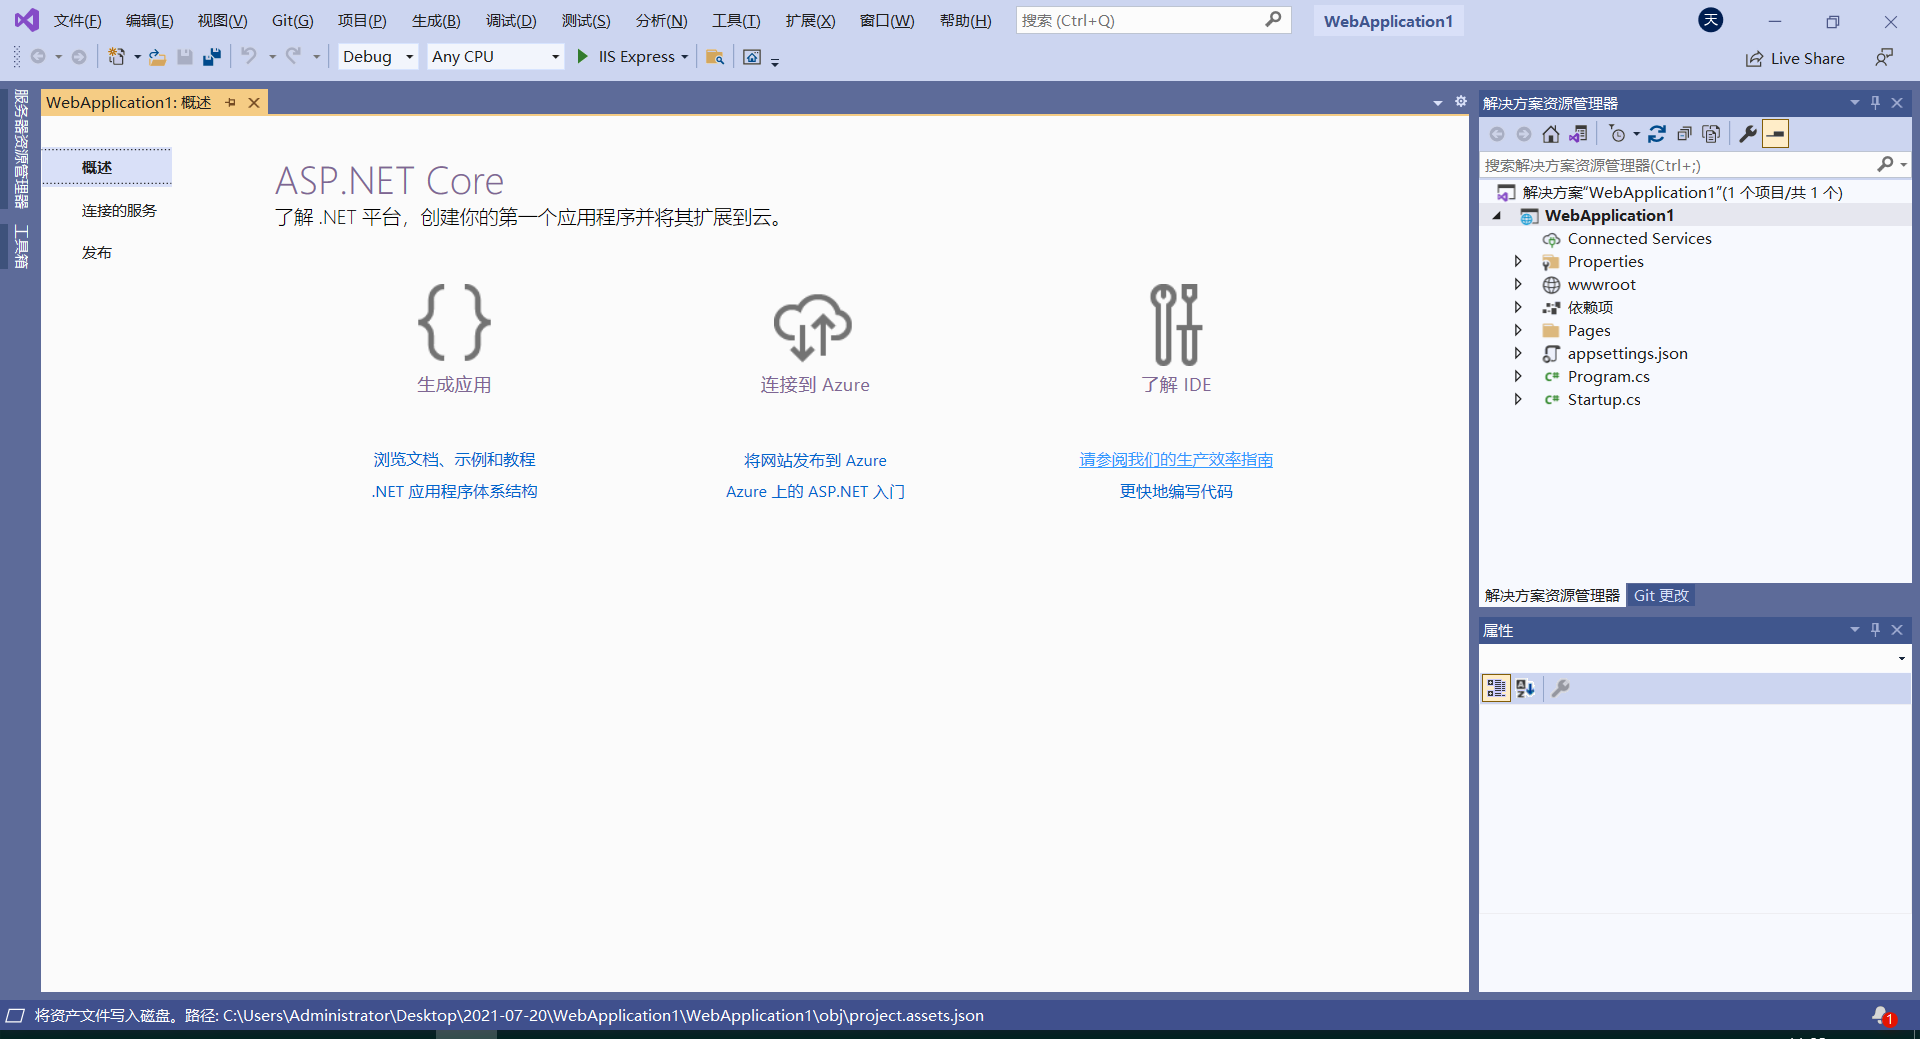 文件(F) 编辑(E) 视图(V) Git(G) 项目(P) 生成(B) 调试(D) 测试(S) 分析(N) 工具(T) 扩展(X) 窗口(W) 帮助(H) 搜索 (Ctrl+Q) WebApplication1 天
Debug Any CPU IIS Express Live Share
服务器资源管理器
工具箱
WebApplication1: 概述
概述
连接的服务
发布
ASP.NET Core
了解 .NET 平台，创建你的第一个应用程序并将其扩展到云。
生成应用 连接到 Azure 了解 IDE
浏览文档、示例和教程 将网站发布到 Azure 请参阅我们的生产效率指南
.NET 应用程序体系结构 Azure 上的 ASP.NET 入门 更快地编写代码
解决方案资源管理器
搜索解决方案资源管理器(Ctrl+;)
解决方案“WebApplication1”(1 个项目/共 1 个)
WebApplication1
Connected Services
Properties
wwwroot
依赖项
Pages
appsettings.json
C# Program.cs
C# Startup.cs
解决方案资源管理器 Git 更改
属性
将资产文件写入磁盘。路径: C:\Users\Administrator\Desktop\2021-07-20\WebApplication1\WebApplication1\obj\project.assets.json 1